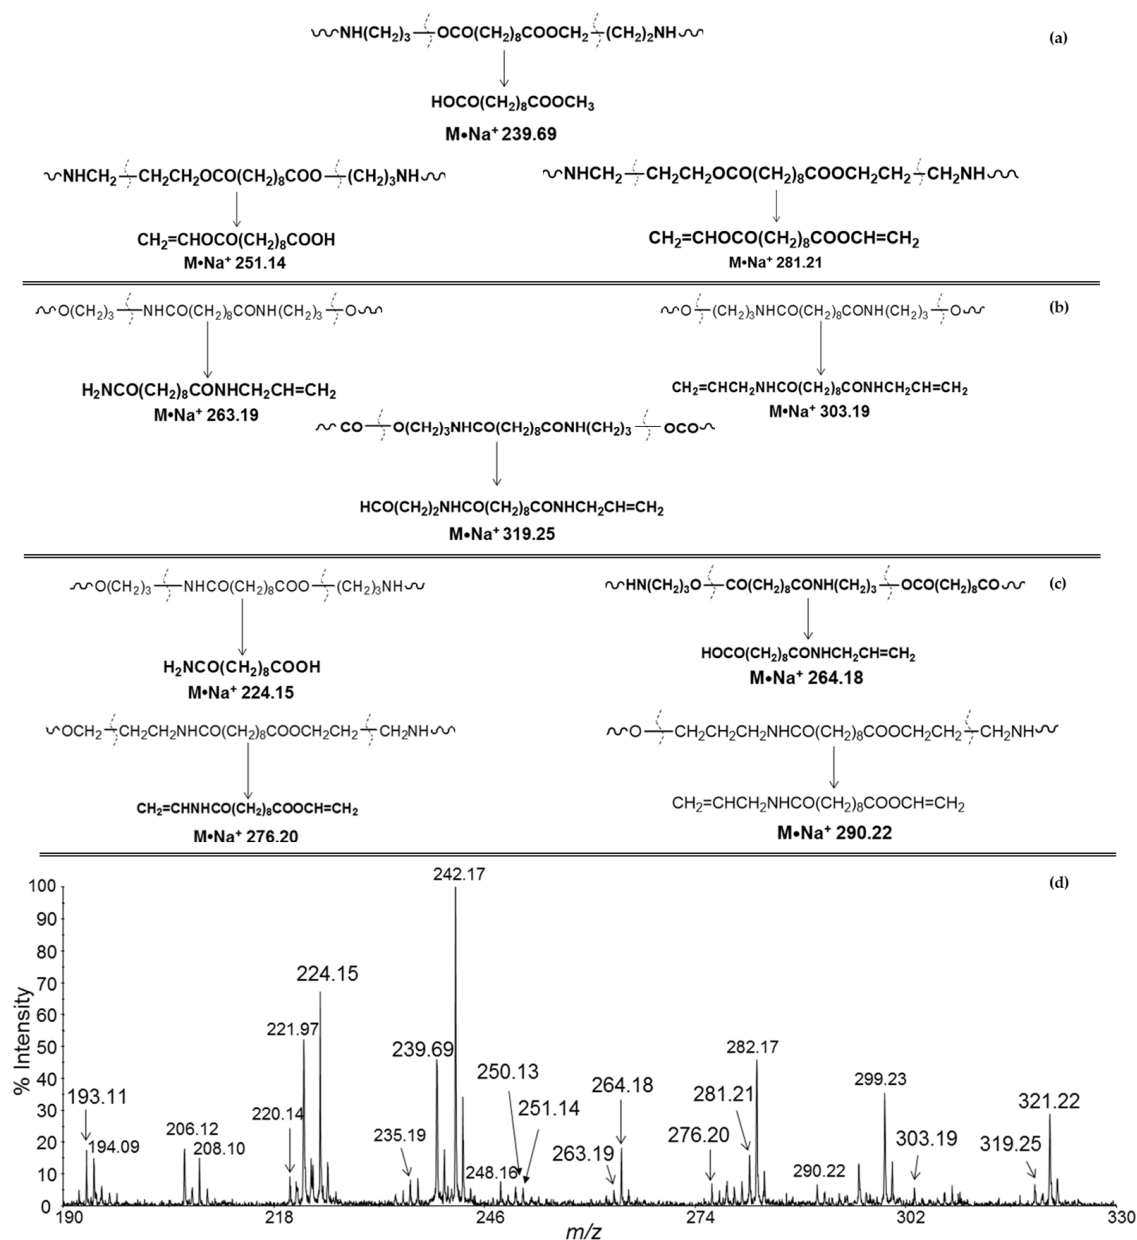 ~NH(CH₂)₃—OCO(CH₂)₈COOCH₂—(CH₂)₂NH~
(a)
HOCO(CH₂)₈COOCH₃
M•Na⁺ 239.69
~NHCH₂—CH₂CH₂OCO(CH₂)₈COO—(CH₂)₃NH~
~NHCH₂—CH₂CH₂OCO(CH₂)₈COOCH₂CH₂—CH₂NH~
CH₂=CHOCO(CH₂)₈COOH
M•Na⁺ 251.14
CH₂=CHOCO(CH₂)₈COOCH=CH₂
M•Na⁺ 281.21
(b)
~O(CH₂)₃—NHCO(CH₂)₈CONH(CH₂)₃—O~
~O—(CH₂)₃NHCO(CH₂)₈CONH(CH₂)₃—O~
H₂NCO(CH₂)₈CONHCH₂CH=CH₂
M•Na⁺ 263.19
CH₂=CHCH₂NHCO(CH₂)₈CONHCH₂CH=CH₂
M•Na⁺ 303.19
~CO—O(CH₂)₃NHCO(CH₂)₈CONH(CH₂)₃—OCO~
HCO(CH₂)₂NHCO(CH₂)₈CONHCH₂CH=CH₂
M•Na⁺ 319.25
~O(CH₂)₃—NHCO(CH₂)₈COO—(CH₂)₃NH~
~HN(CH₂)₃O—CO(CH₂)₈CONH(CH₂)₃—OCO(CH₂)₈CO~
(c)
H₂NCO(CH₂)₈COOH
M•Na⁺ 224.15
HOCO(CH₂)₈CONHCH₂CH=CH₂
M•Na⁺ 264.18
~OCH₂—CH₂CH₂NHCO(CH₂)₈COOCH₂CH₂—CH₂NH~
~O—CH₂CH₂CH₂NHCO(CH₂)₈COOCH₂CH₂—CH₂NH~
CH₂=CHNHCO(CH₂)₈COOCH=CH₂
M•Na⁺ 276.20
CH₂=CHCH₂NHCO(CH₂)₈COOCH=CH₂
M•Na⁺ 290.22
(d)
% Intensity
100
90
80
70
60
50
40
30
20
10
0
193.11
194.09
206.12
208.10
220.14
221.97
224.15
235.19
239.69
242.17
248.16
250.13
251.14
263.19
264.18
276.20
281.21
282.17
290.22
299.23
303.19
319.25
321.22
190
218
246
274
302
330
m/z